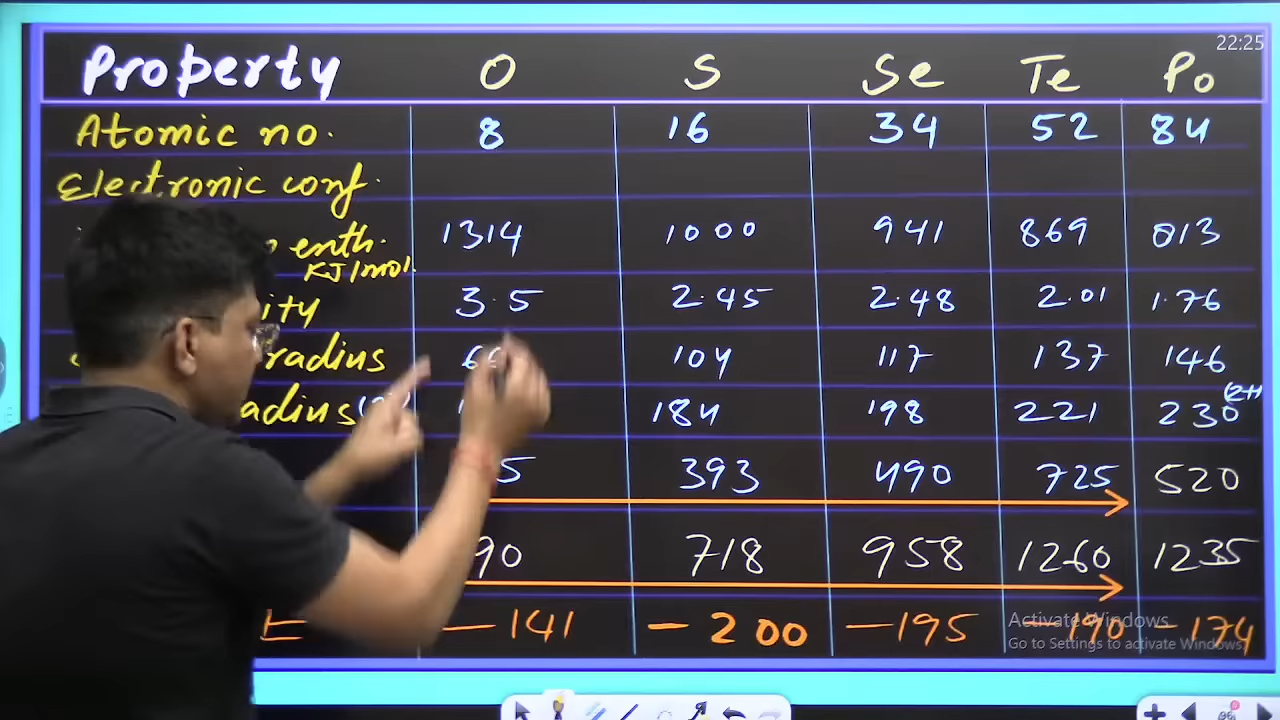 22:25
Property O S Se Te Po
Atomic no. 8 16 34 52 84
Electronic conf.
enth. 1314 1000 941 869 813
KJ/mol.
ity 3.5 2.45 2.48 2.01 1.76
radius 104 117 137 146
(2+)
adius 184 198 221 230
5 393 490 725 520
90 718 958 1260 1235
-141 -200 -195 -190 -174
Activate Windows
Go to Settings to activate Windows.
96